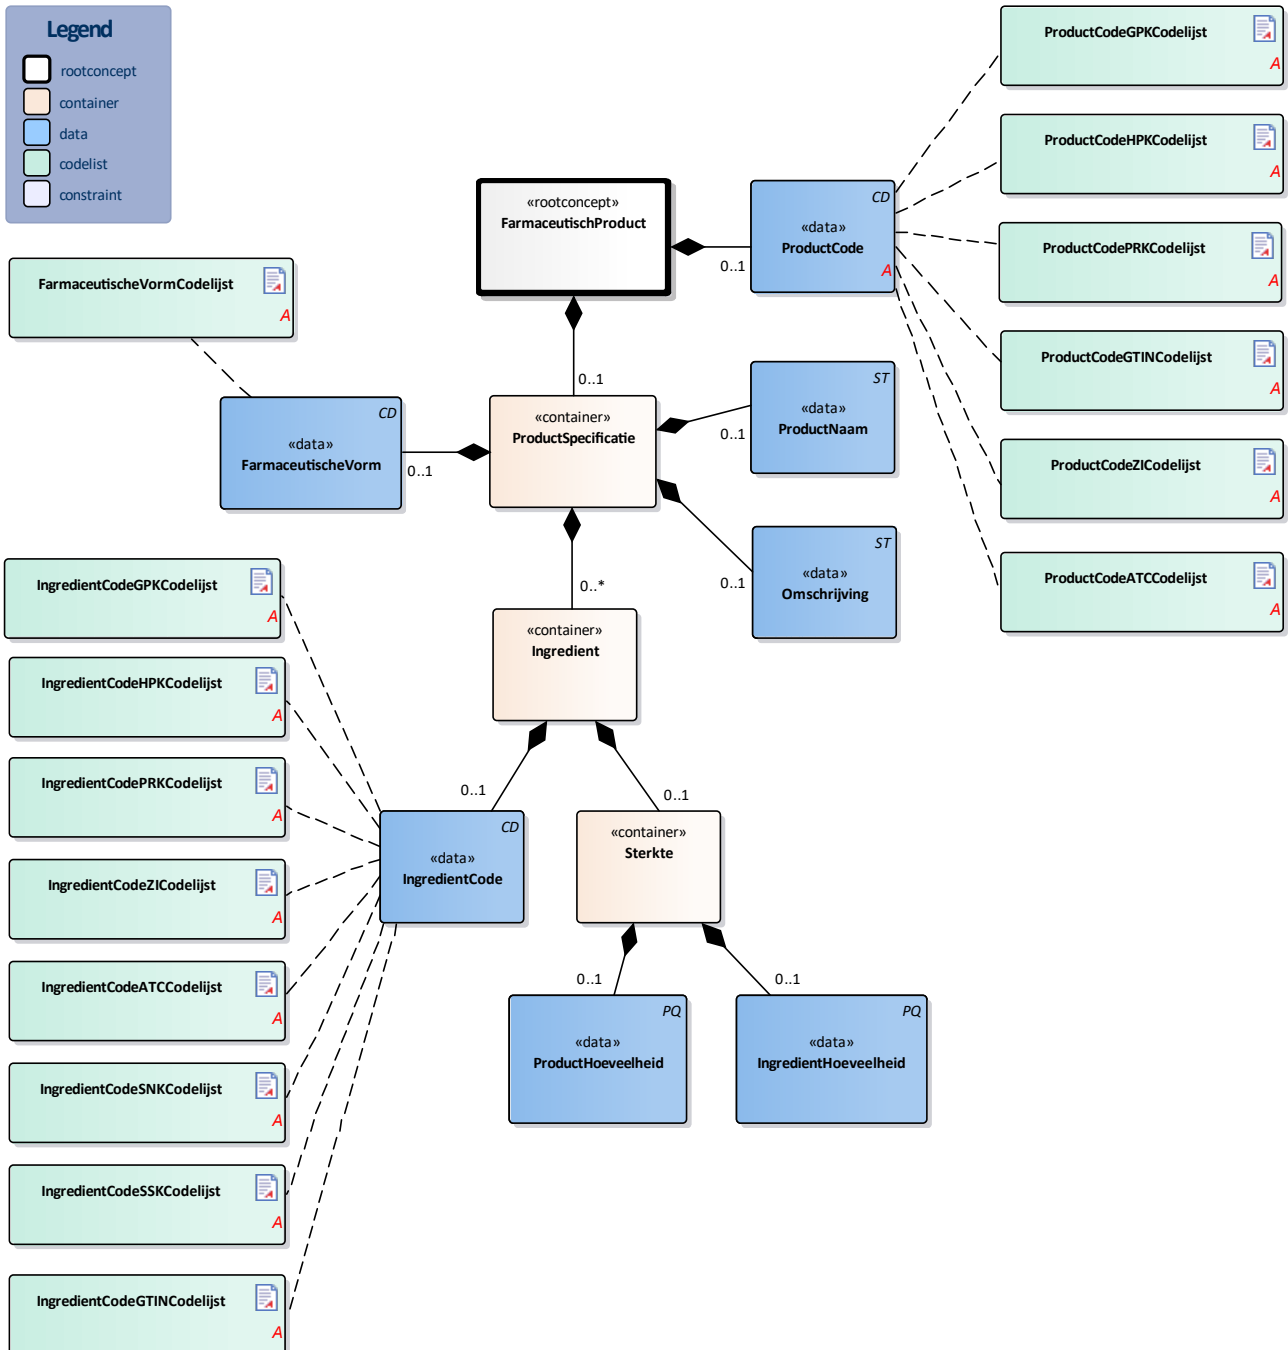 Legend
rootconcept
container
data
codelist
constraint
ProductCodeGPKCodelijst
A
ProductCodeHPKCodelijst
A
«rootconcept»
FarmaceutischProduct
CD
«data»
ProductCode
A
0..1
ProductCodePRKCodelijst
A
FarmaceutischeVormCodelijst
A
ProductCodeGTINCodelijst
A
0..1
CD
«data»
FarmaceutischeVorm
0..1
«container»
ProductSpecificatie
ST
«data»
ProductNaam
0..1
ProductCodeZICodelijst
A
ST
«data»
Omschrijving
0..1
ProductCodeATCCodelijst
A
0..*
«container»
Ingredient
IngredientCodeGPKCodelijst
A
IngredientCodeHPKCodelijst
A
IngredientCodePRKCodelijst
A
0..1
0..1
CD
«data»
IngredientCode
«container»
Sterkte
IngredientCodeZICodelijst
A
IngredientCodeATCCodelijst
A
0..1
0..1
PQ
«data»
ProductHoeveelheid
PQ
«data»
IngredientHoeveelheid
IngredientCodeSNKCodelijst
A
IngredientCodeSSKCodelijst
A
IngredientCodeGTINCodelijst
A